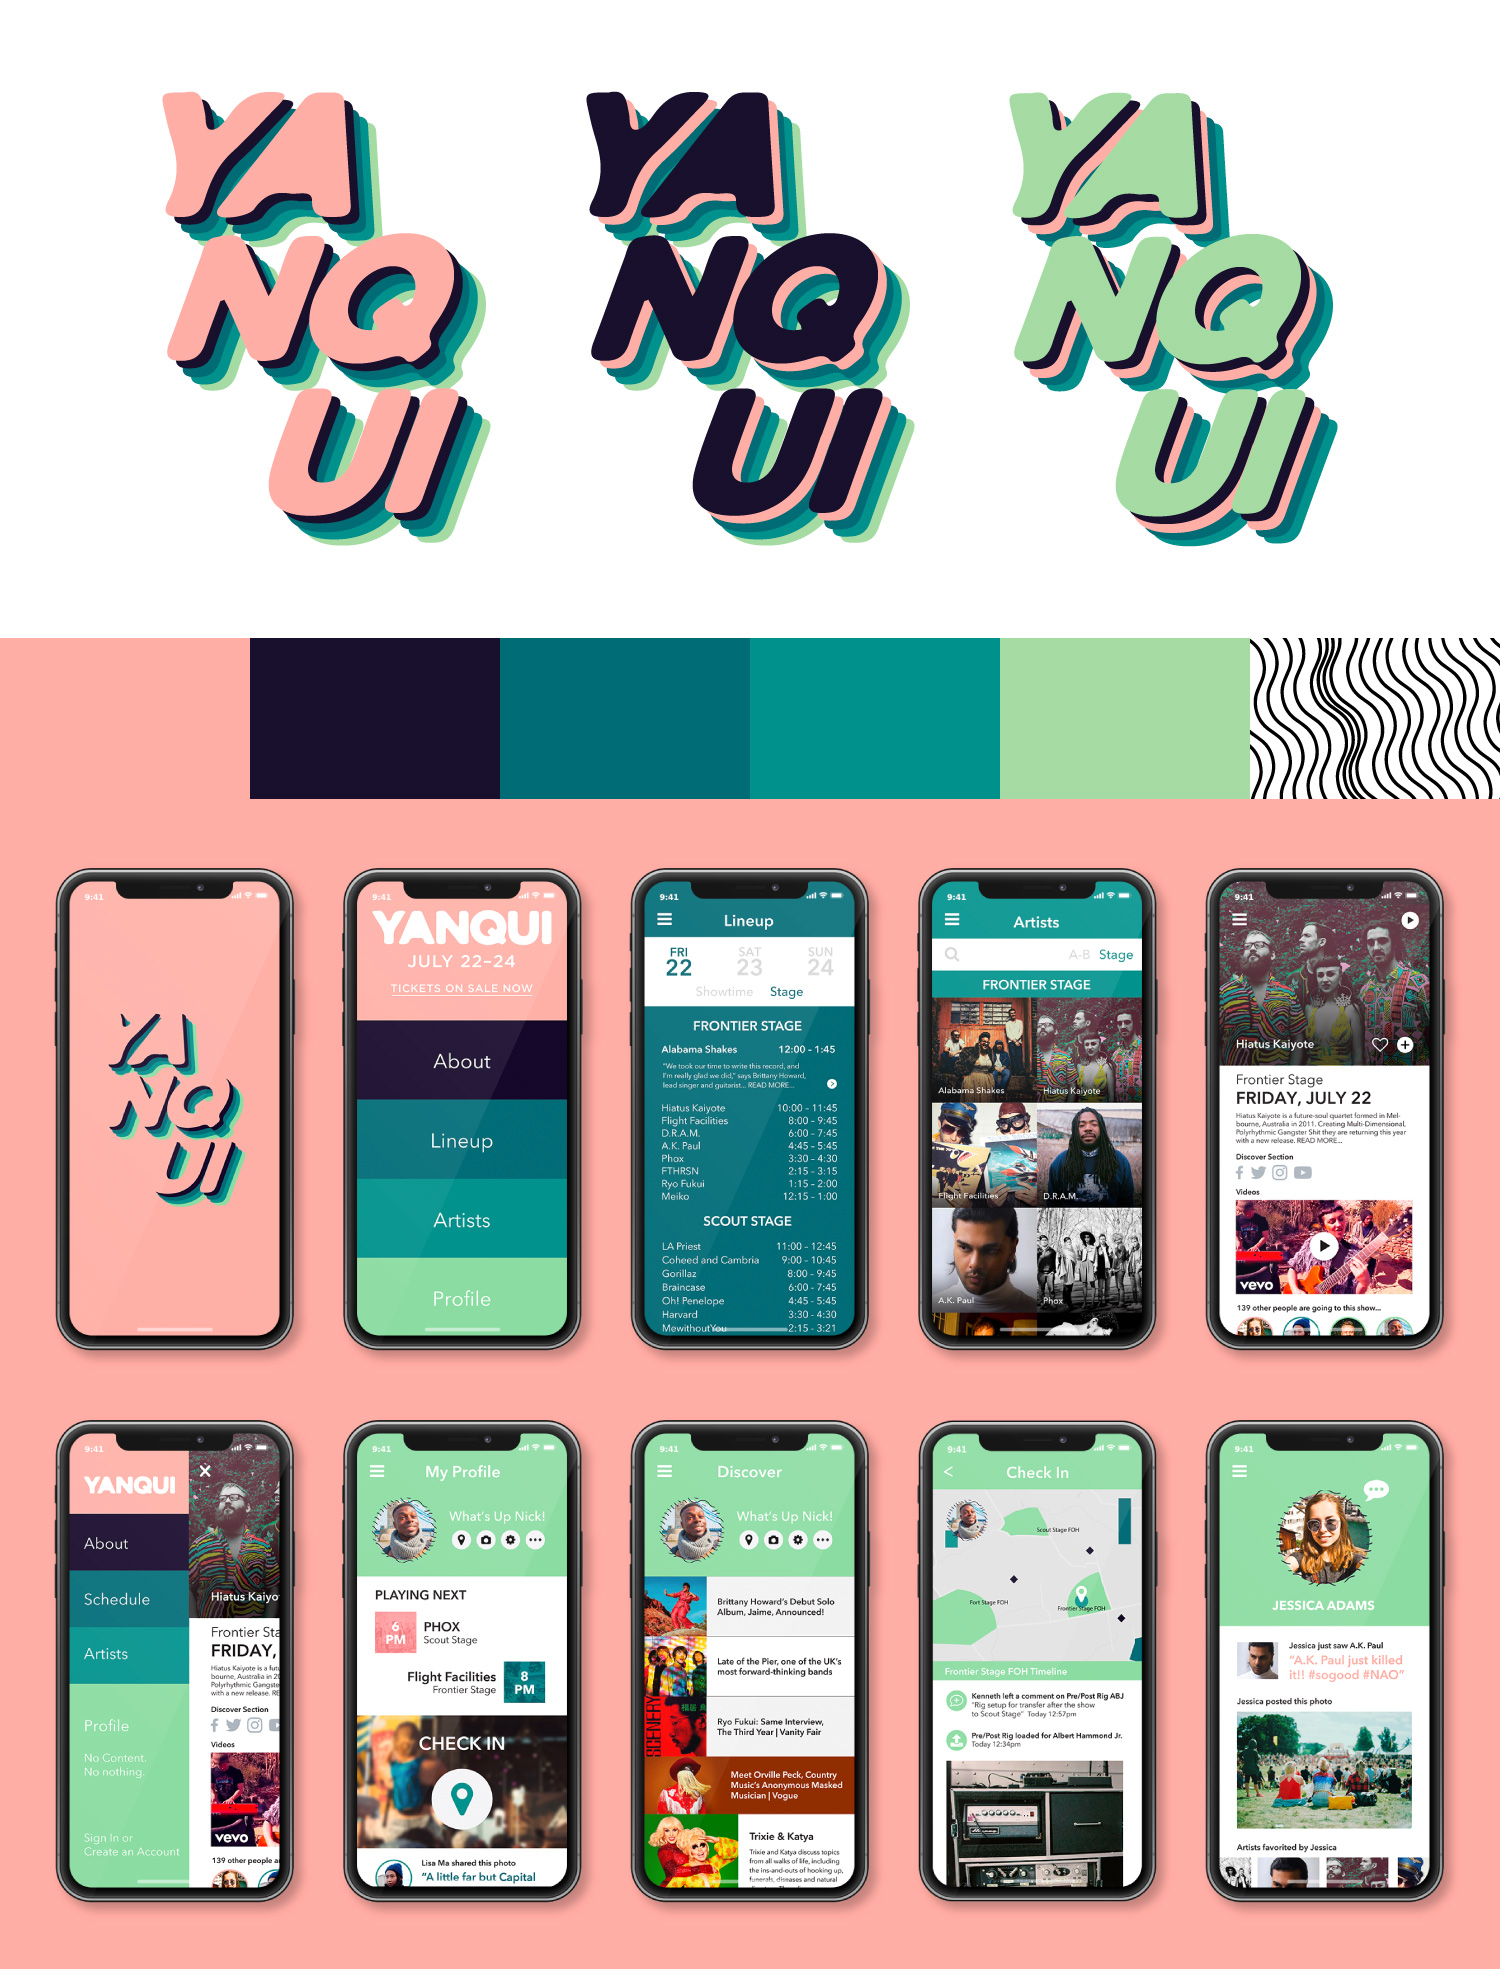 YA
NQ
UI
YA
NQ
UI
YA
NQ
UI
9:41
YA
NQ
UI
9:41
YANQUI
JULY 22-24
TICKETS ON SALE NOW
About
Lineup
Artists
Profile
9:41
Lineup
FRI SAT SUN
22 23 24
Showtime Stage
FRONTIER STAGE
Alabama Shakes 12:00 - 1:45
"We took our time to write this record, and
I'm really glad we did," says Brittany Howard,
lead singer and guitarist... READ MORE...
Hiatus Kaiyote 10:00 - 11:45
Flight Facilities 8:00 - 9:45
D.R.A.M. 6:00 - 7:45
A.K. Paul 4:45 - 5:45
Phox 3:30 - 4:30
FTHRSN 2:15 - 3:15
Ryo Fukui 1:15 - 2:00
Meiko 12:15 - 1:00
SCOUT STAGE
LA Priest 11:00 - 12:45
Coheed and Cambria 9:00 - 10:45
Gorillaz 8:00 - 9:45
Braincase 6:00 - 7:45
Oh! Penelope 4:45 - 5:45
Harvard 3:30 - 4:30
MewithoutYou 2:15 - 3:21
9:41
Artists
A-B Stage
FRONTIER STAGE
Alabama Shakes Hiatus Kaiyote
Flight Facilities D.R.A.M.
A.K. Paul Phox
9:41
Hiatus Kaiyote
Frontier Stage
FRIDAY, JULY 22
Hiatus Kaiyote is a future-soul quartet formed in Mel-
bourne, Australia in 2011. Creating Multi-Dimensional,
Polyrhythmic Gangster Shit they are returning this year
with a new release. READ MORE...
Discover Section
Videos
vevo
139 other people are going to this show...
9:41
YANQUI
About
Schedule
Artists
Profile
No Content.
No nothing.
Sign In or
Create an Account
Hiatus Kaiyo
Frontier Sta
FRIDAY,
Hiatus Kaiyote is a futu
bourne, Australia in 20
Polyrhythmic Gangste
with a new release. RE
Discover Section
Videos
vevo
139 other people a
9:41
My Profile
What's Up Nick!
PLAYING NEXT
6
PM
PHOX
Scout Stage
Flight Facilities
Frontier Stage
8
PM
CHECK IN
Lisa Ma shared this photo
"A little far but Capital
9:41
Discover
What's Up Nick!
Brittany Howard's Debut Solo
Album, Jaime, Announced!
Late of the Pier, one of the UK's
most forward-thinking bands
SCENERY
Ryo Fukui: Same Interview,
The Third Year | Vanity Fair
Meet Orville Peck, Country
Music's Anonymous Masked
Musician | Vogue
Trixie & Katya
Trixie and Katya discuss topics
from all walks of life, including
the ins-and-outs of hooking up,
funerals, diseases and natural
9:41
Check In
Scout Stage FOH
Fort Stage FOH
Frontier Stage FOH
Frontier Stage FOH Timeline
Kenneth left a comment on Pre/Post Rig ABJ
"Rig setup for transfer after the show
to Scout Stage" Today 12:57pm
Pre/Post Rig loaded for Albert Hammond Jr.
Today 12:34pm
9:41
JESSICA ADAMS
Jessica just saw A.K. Paul
"A.K. Paul just killed
it!! #sogood #NAO"
Jessica posted this photo
Artists favorited by Jessica